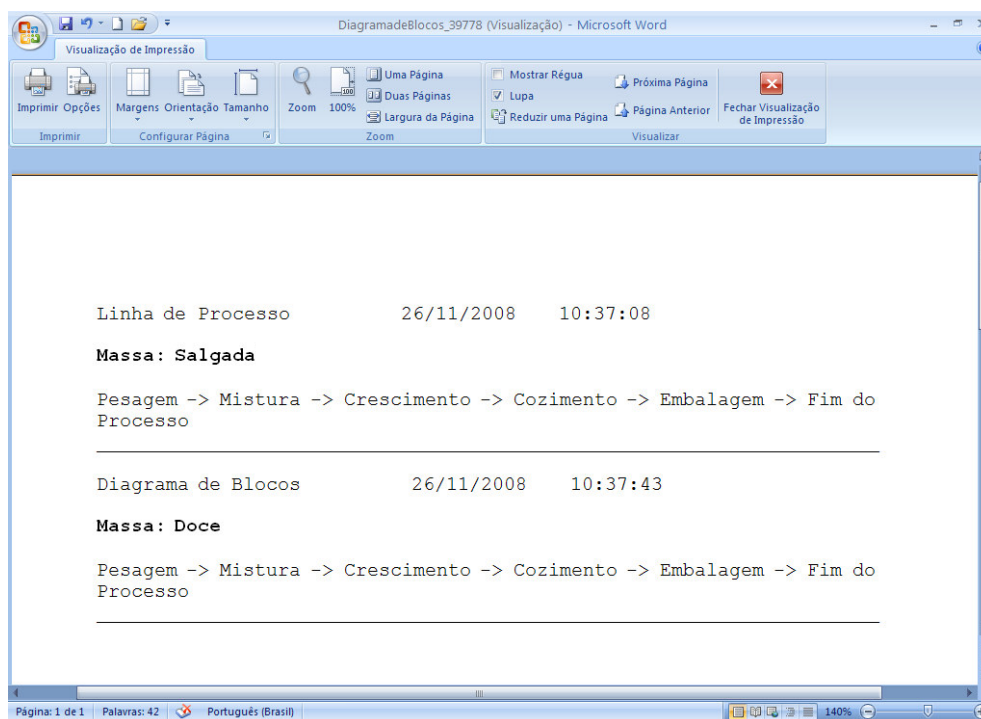 DiagramadeBlocos_39778 (Visualização) - Microsoft Word
Visualização de Impressão
Imprimir Opções
Margens Orientação Tamanho
Zoom 100%
Uma Página
Duas Páginas
Largura da Página
Mostrar Régua
Lupa
Reduzir uma Página
Próxima Página
Página Anterior
Fechar Visualização
de Impressão
Imprimir
Configurar Página
Zoom
Visualizar
Linha de Processo 26/11/2008 10:37:08
Massa: Salgada
Pesagem -> Mistura -> Crescimento -> Cozimento -> Embalagem -> Fim do
Processo
Diagrama de Blocos 26/11/2008 10:37:43
Massa: Doce
Pesagem -> Mistura -> Crescimento -> Cozimento -> Embalagem -> Fim do
Processo
Página: 1 de 1 Palavras: 42 Português (Brasil) 140%